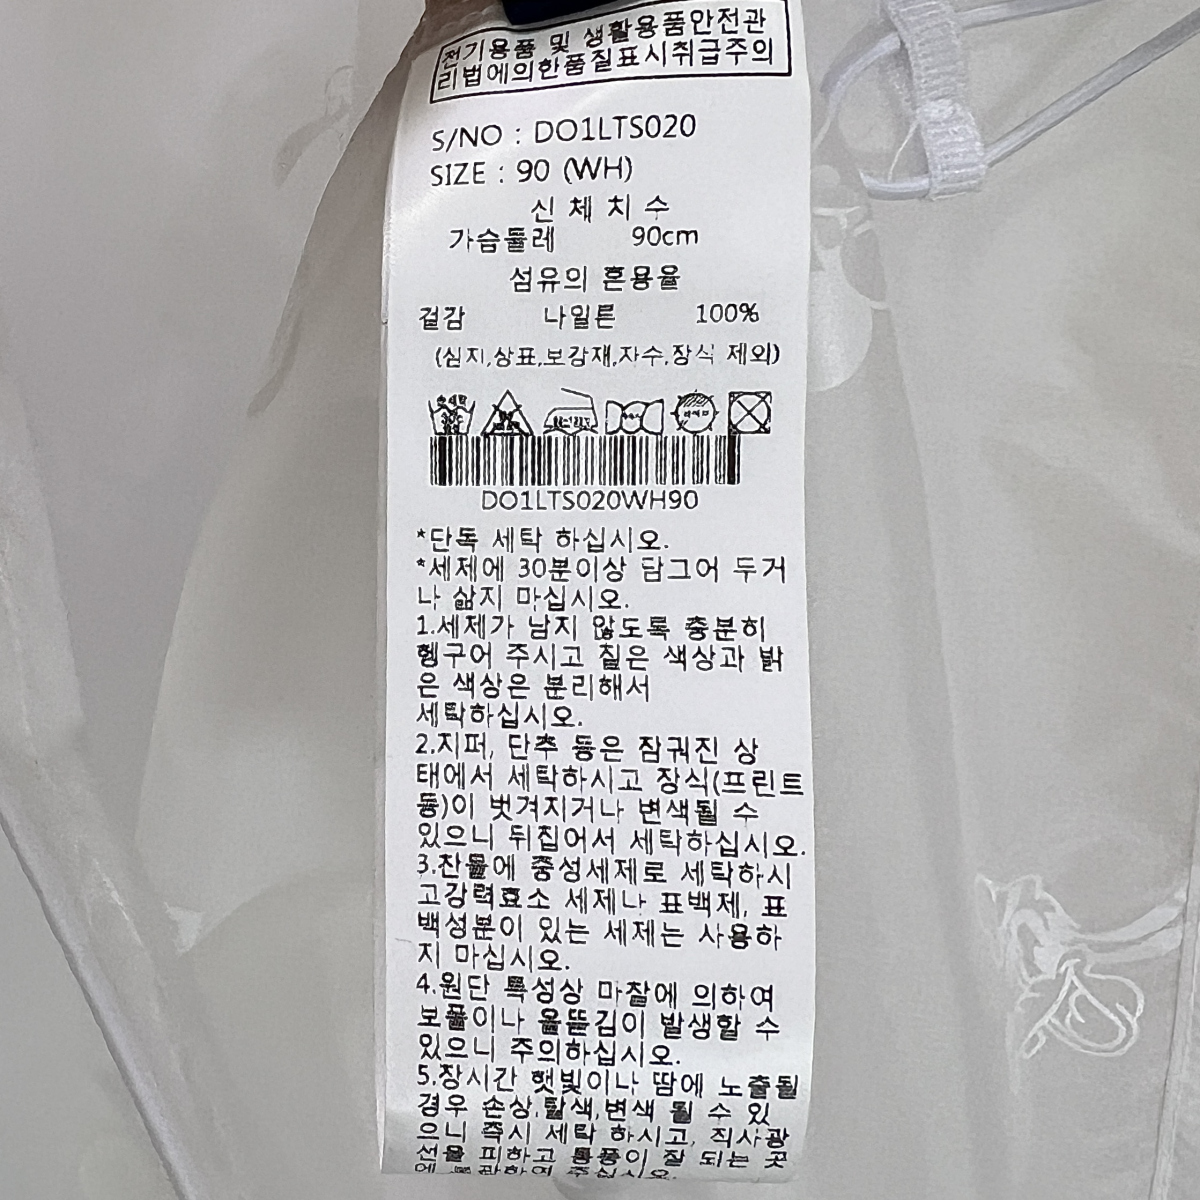 전기용품 및 생활용품안전관
리법에의한품질표시취급주의
S/NO : DO1LTS020
SIZE : 90 (WH)
신 체 치 수
가슴둘레 90cm
섬유의 혼용율
겉감 나일론 100%
(심지,상표,보강재,자수,장식 제외)
DO1LTS020WH90
*단독 세탁 하십시오.
*세제에 30분이상 담그어 두거
나 삶지 마십시오.
1.세제가 남지 않도록 충분히
헹구어 주시고 짙은 색상과 밝
은 색상은 분리해서
세탁하십시오.
2.지퍼, 단추 등은 잠궈진 상
태에서 세탁하시고 장식(프린트
등)이 벗겨지거나 변색될 수
있으니 뒤집어서 세탁하십시오.
3.찬물에 중성세제로 세탁하시
고강력효소 세제나 표백제, 표
백성분이 있는 세제는 사용하
지 마십시오.
4.원단 특성상 마찰에 의하여
보풀이나 올뜯김이 발생할 수
있으니 주의하십시오.
5.장시간 햇빛이나 땀에 노출될
경우 손상,탈색,변색 될 수 있
으니 즉시 세탁 하시고, 직사광
선을 피하고 통풍이 잘 되는 곳
에 보관하여 주십시오.